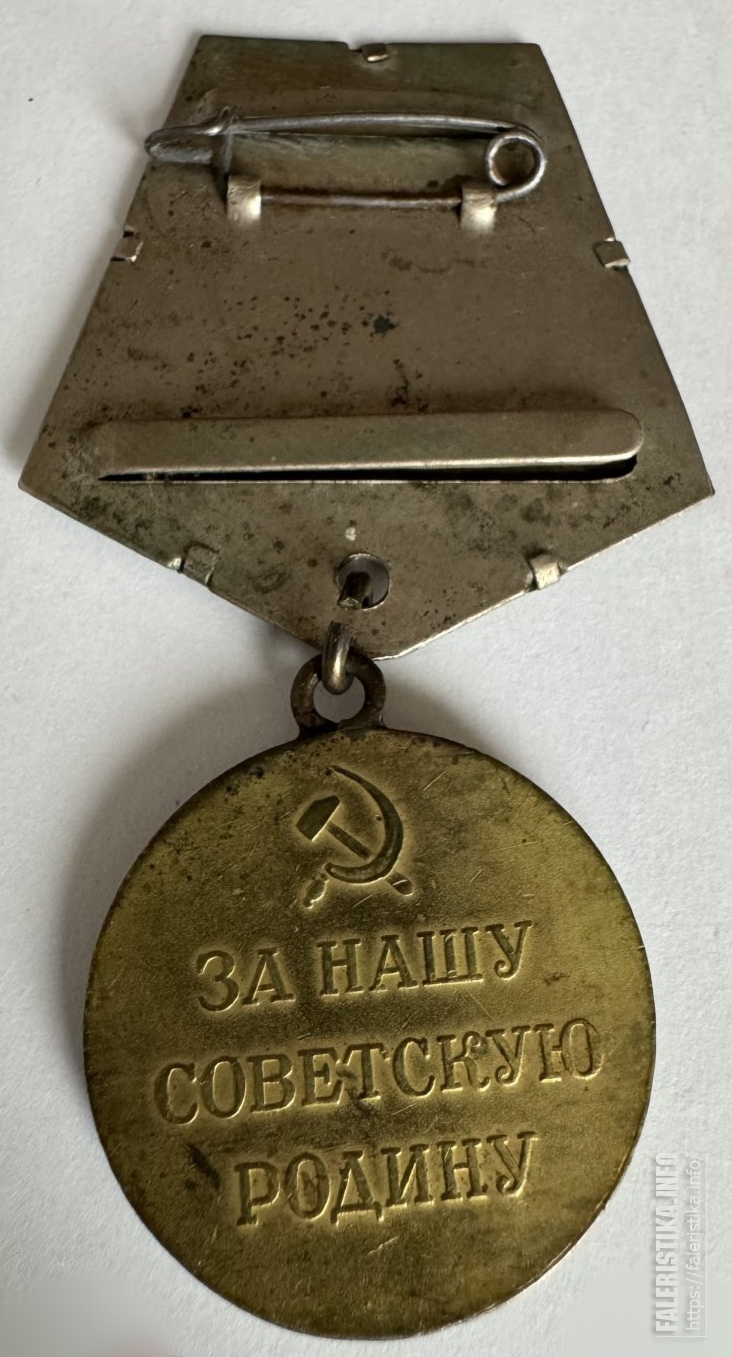 ЗА НАШУ
СОВЕТСКУЮ
РОДИНУ
FALERISTIKA.INFO
https://faleristika.info/